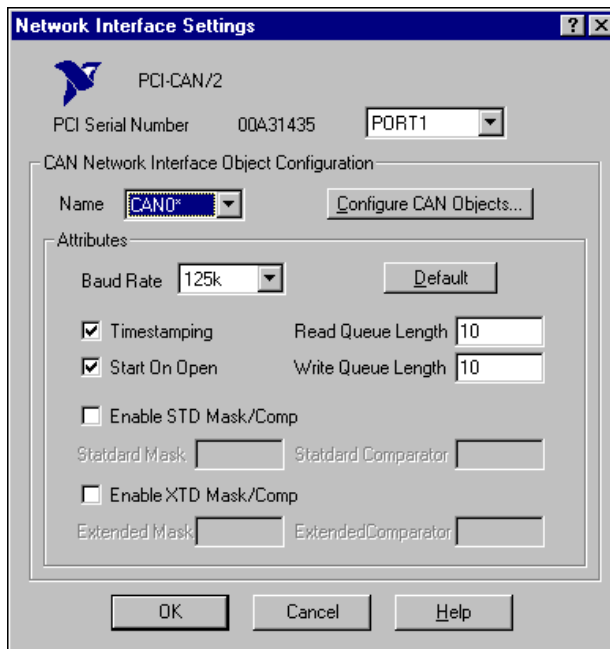 Network Interface Settings
PCI-CAN/2
PCI Serial Number 00A31435 PORT1
CAN Network Interface Object Configuration
Name CAN0* Configure CAN Objects...
Attributes
Baud Rate 125k Default
Timestamping Read Queue Length 10
Start On Open Write Queue Length 10
Enable STD Mask/Comp
Statdard Mask Statdard Comparator
Enable XTD Mask/Comp
Extended Mask ExtendedComparator
OK Cancel Help